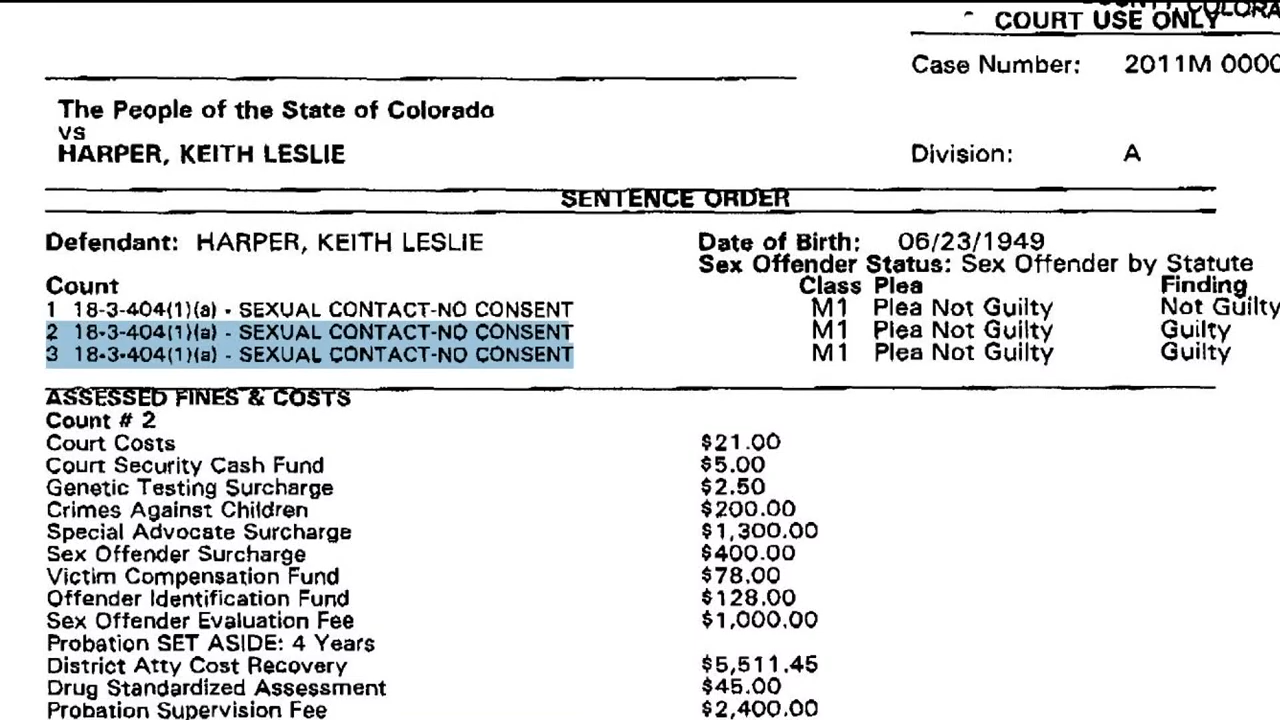 COURT USE ONLY
Case Number: 2011M 0000
The People of the State of Colorado
vs
HARPER, KEITH LESLIE
Division: A
SENTENCE ORDER
Defendant: HARPER, KEITH LESLIE Date of Birth: 06/23/1949
Sex Offender Status: Sex Offender by Statute
Count Class Plea Finding
1 18-3-404(1)(a) - SEXUAL CONTACT-NO CONSENT M1 Plea Not Guilty Not Guilty
2 18-3-404(1)(a) - SEXUAL CONTACT-NO CONSENT M1 Plea Not Guilty Guilty
3 18-3-404(1)(a) - SEXUAL CONTACT-NO CONSENT M1 Plea Not Guilty Guilty
ASSESSED FINES & COSTS
Count # 2
Court Costs $21.00
Court Security Cash Fund $5.00
Genetic Testing Surcharge $2.50
Crimes Against Children $200.00
Special Advocate Surcharge $1,300.00
Sex Offender Surcharge $400.00
Victim Compensation Fund $78.00
Offender Identification Fund $128.00
Sex Offender Evaluation Fee $1,000.00
Probation SET ASIDE: 4 Years
District Atty Cost Recovery $5,511.45
Drug Standardized Assessment $45.00
Probation Supervision Fee $2,400.00